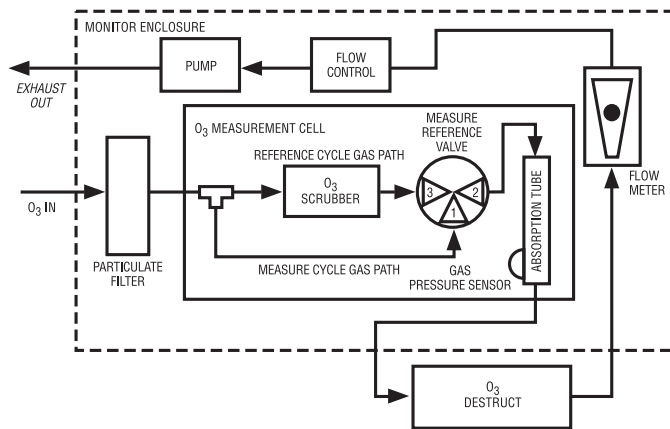 MONITOR ENCLOSURE
PUMP
FLOW
CONTROL
EXHAUST
OUT
O₃ MEASUREMENT CELL
MEASURE
REFERENCE
VALVE
REFERENCE CYCLE GAS PATH
O₃
SCRUBBER
3
2
1
ABSORPTION TUBE
FLOW
METER
O₃ IN
PARTICULATE
FILTER
MEASURE CYCLE GAS PATH
GAS
PRESSURE SENSOR
O₃
DESTRUCT